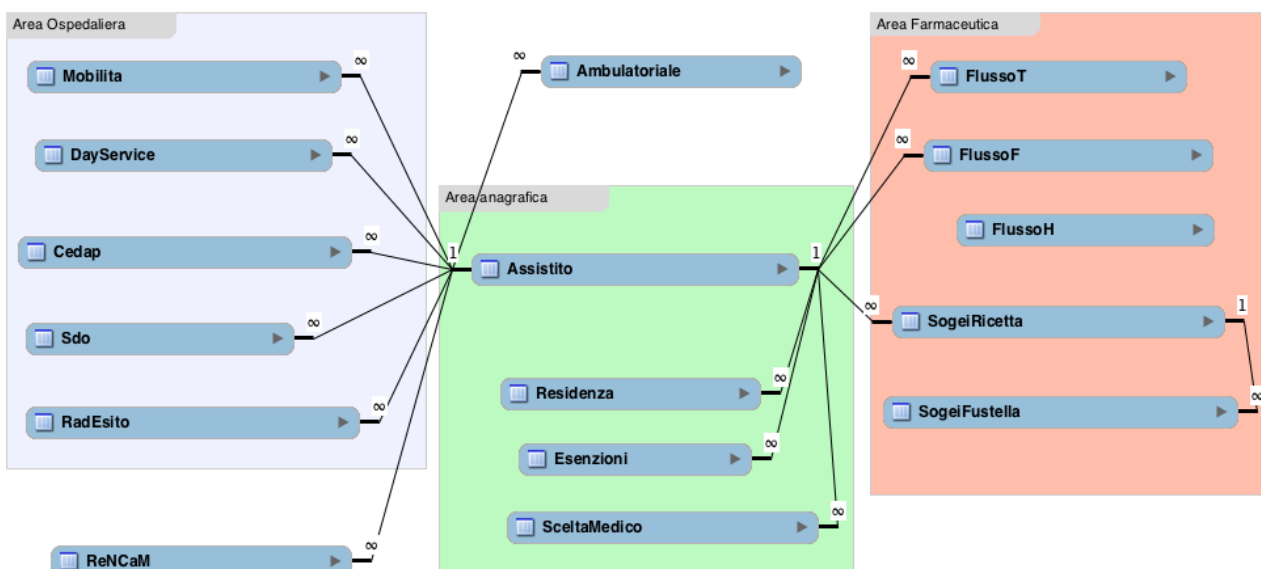 Area Ospedaliera
Mobilita
∞
DayService
∞
Cedap
∞
Sdo
∞
RadEsito
∞
ReNCaM
∞
∞
Ambulatoriale
Area anagrafica
1
Assistito
1
Residenza
∞
Esenzioni
∞
SceltaMedico
∞
Area Farmaceutica
∞
FlussoT
∞
FlussoF
FlussoH
∞
SogeiRicetta
1
SogeiFustella
∞